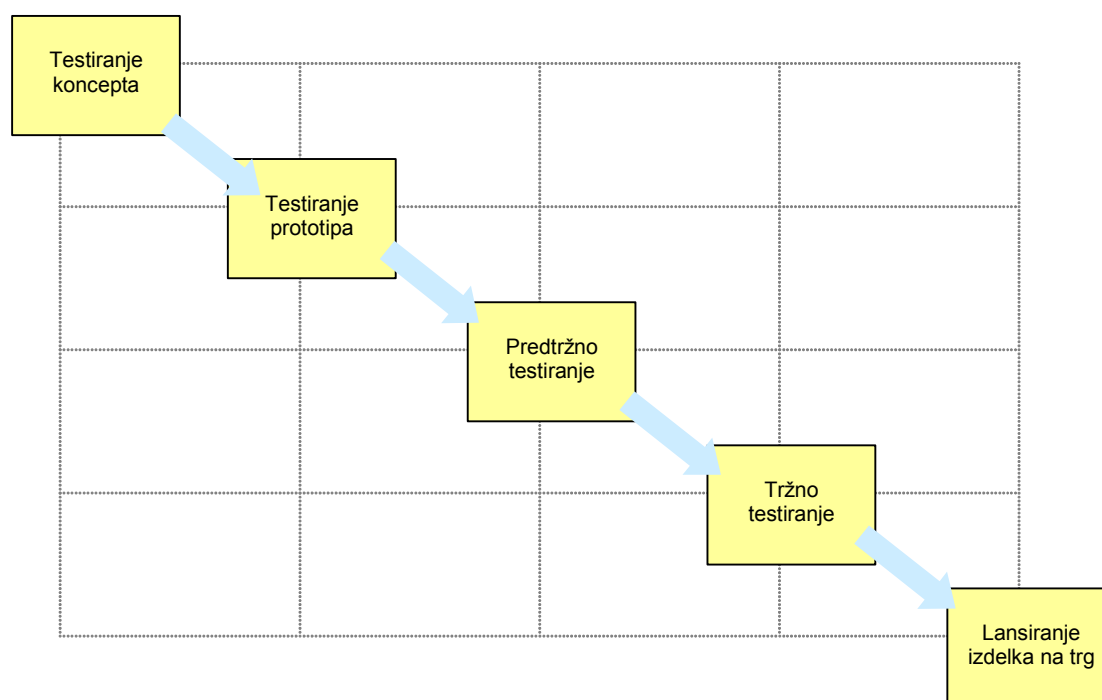 Testiranje
koncepta
Testiranje
prototipa
Predtržno
testiranje
Tržno
testiranje
Lansiranje
izdelka na trg